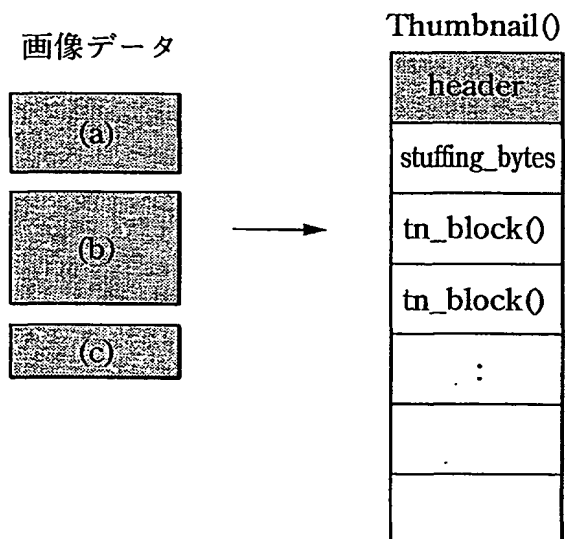 画像データ
(a)
(b)
(c)
Thumbnail()
header
stuffing_bytes
tn_block()
tn_block()
: